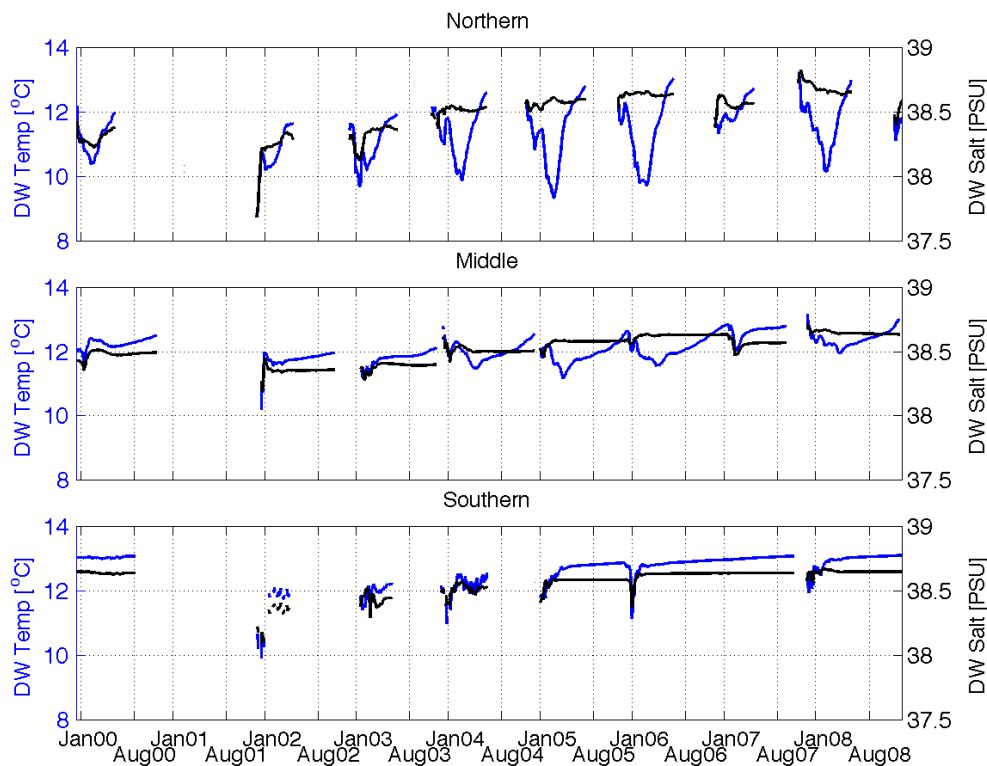 Northern
14
12
10
8
DW Temp [°C]
39
38.5
38
37.5
DW Salt [PSU]
Middle
14
12
10
8
DW Temp [°C]
39
38.5
38
37.5
DW Salt [PSU]
Southern
14
12
10
8
DW Temp [°C]
39
38.5
38
37.5
DW Salt [PSU]
Jan00 Jan01 Jan02 Jan03 Jan04 Jan05 Jan06 Jan07 Jan08
Aug00 Aug01 Aug02 Aug03 Aug04 Aug05 Aug06 Aug07 Aug08